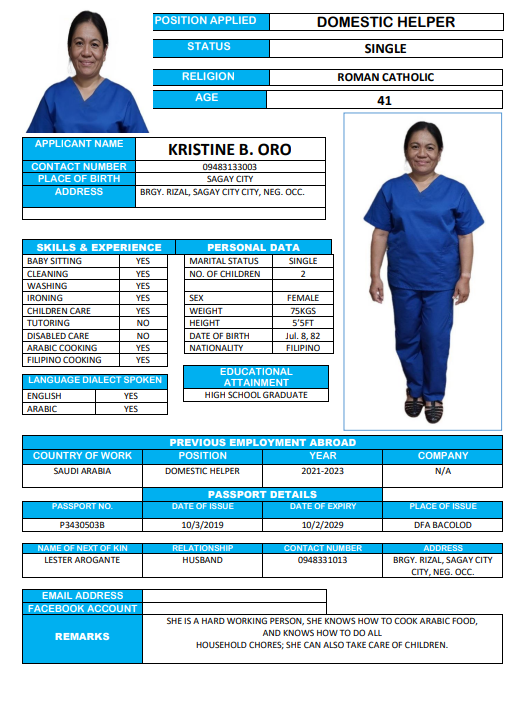 POSITION APPLIED DOMESTIC HELPER
STATUS SINGLE
RELIGION ROMAN CATHOLIC
AGE 41
APPLICANT NAME KRISTINE B. ORO
CONTACT NUMBER 09483133003
PLACE OF BIRTH SAGAY CITY
ADDRESS BRGY. RIZAL, SAGAY CITY CITY, NEG. OCC.
SKILLS & EXPERIENCE PERSONAL DATA
BABY SITTING YES MARITAL STATUS SINGLE
CLEANING YES NO. OF CHILDREN 2
WASHING YES
IRONING YES SEX FEMALE
CHILDREN CARE YES WEIGHT 75KGS
TUTORING NO HEIGHT 5'5FT
DISABLED CARE NO DATE OF BIRTH Jul. 8, 82
ARABIC COOKING YES NATIONALITY FILIPINO
FILIPINO COOKING YES
EDUCATIONAL
ATTAINMENT
HIGH SCHOOL GRADUATE
LANGUAGE DIALECT SPOKEN
ENGLISH YES
ARABIC YES
PREVIOUS EMPLOYMENT ABROAD
COUNTRY OF WORK POSITION YEAR COMPANY
SAUDI ARABIA DOMESTIC HELPER 2021-2023 N/A
PASSPORT DETAILS
PASSPORT NO. DATE OF ISSUE DATE OF EXPIRY PLACE OF ISSUE
P3430503B 10/3/2019 10/2/2029 DFA BACOLOD
NAME OF NEXT OF KIN RELATIONSHIP CONTACT NUMBER ADDRESS
LESTER AROGANTE HUSBAND 0948331013 BRGY. RIZAL, SAGAY CITY
CITY, NEG. OCC.
EMAIL ADDRESS
FACEBOOK ACCOUNT
REMARKS
SHE IS A HARD WORKING PERSON, SHE KNOWS HOW TO COOK ARABIC FOOD,
AND KNOWS HOW TO DO ALL
HOUSEHOLD CHORES; SHE CAN ALSO TAKE CARE OF CHILDREN.